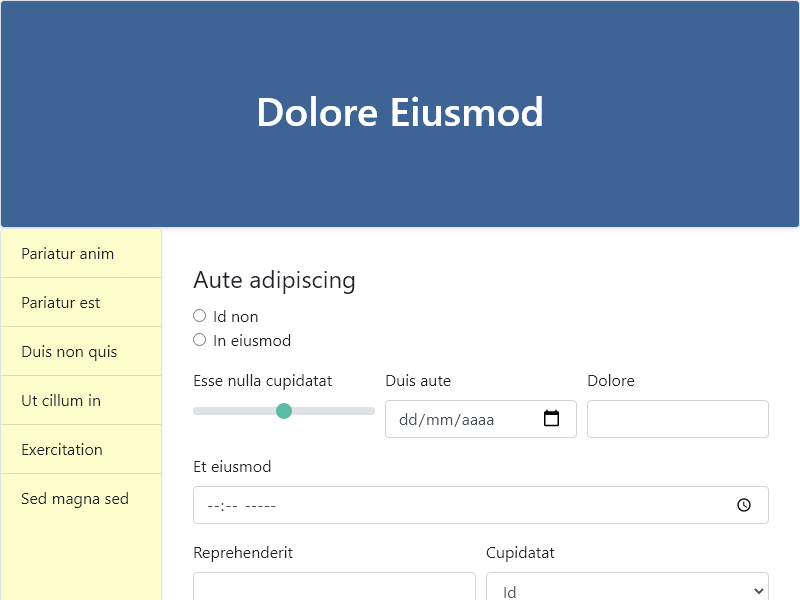 Dolore Eiusmod
Pariatur anim
Pariatur est
Duis non quis
Ut cillum in
Exercitation
Sed magna sed
Aute adipiscing
Id non
In eiusmod
Esse nulla cupidatat
Duis aute
Dolore
dd/mm/aaaa
Et eiusmod
--:-- -----
Reprehenderit
Cupidatat
Id